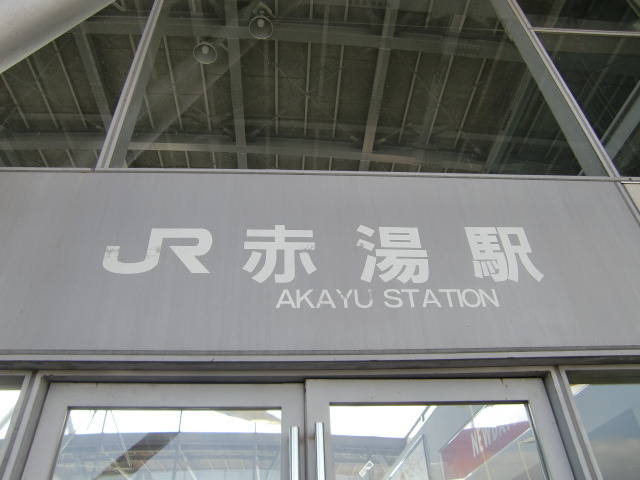 JR 赤湯駅
AKAYU STATION